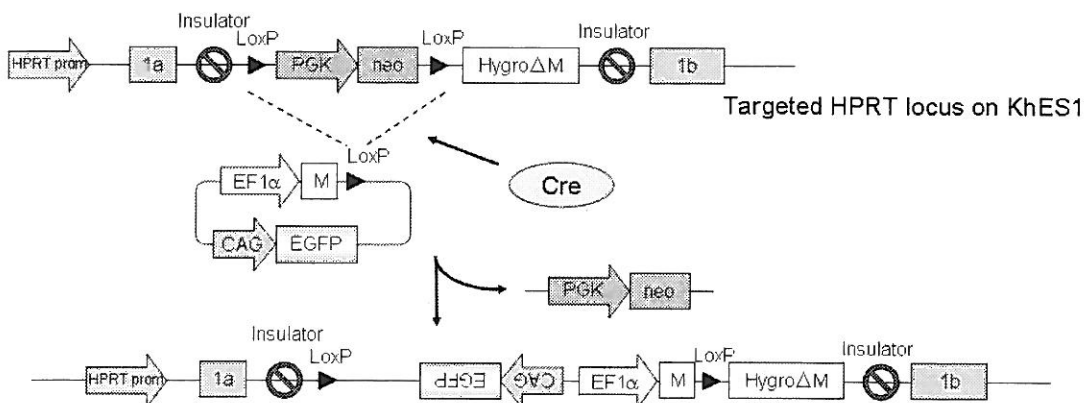 Insulator
LoxP LoxP Insulator
HPRT prom 1a PGK neo HygroΔM 1b
Targeted HPRT locus on KhES1
LoxP
EF1α M
Cre
CAG EGFP
PGK neo
Insulator
LoxP LoxP Insulator
HPRT prom 1a EGFP CAG EF1α M HygroΔM 1b